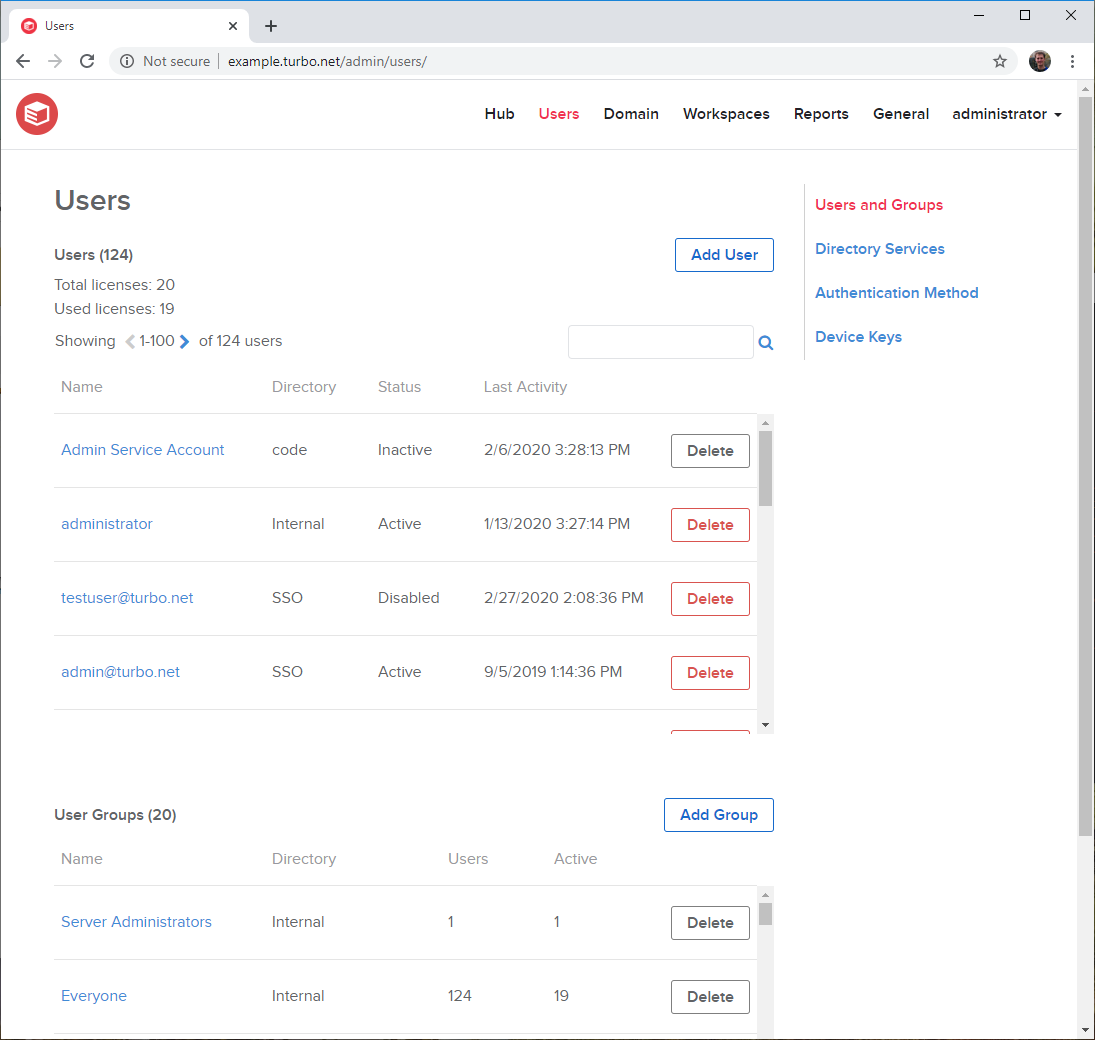 Users
Not secure example.turbo.net/admin/users/
Hub Users Domain Workspaces Reports General administrator
Users
Users and Groups
Directory Services
Authentication Method
Device Keys
Users (124) Add User
Total licenses: 20
Used licenses: 19
Showing 1-100 of 124 users
Name Directory Status Last Activity
Admin Service Account code Inactive 2/6/2020 3:28:13 PM Delete
administrator Internal Active 1/13/2020 3:27:14 PM Delete
testuser@turbo.net SSO Disabled 2/27/2020 2:08:36 PM Delete
admin@turbo.net SSO Active 9/5/2019 1:14:36 PM Delete
User Groups (20) Add Group
Name Directory Users Active
Server Administrators Internal 1 1 Delete
Everyone Internal 124 19 Delete